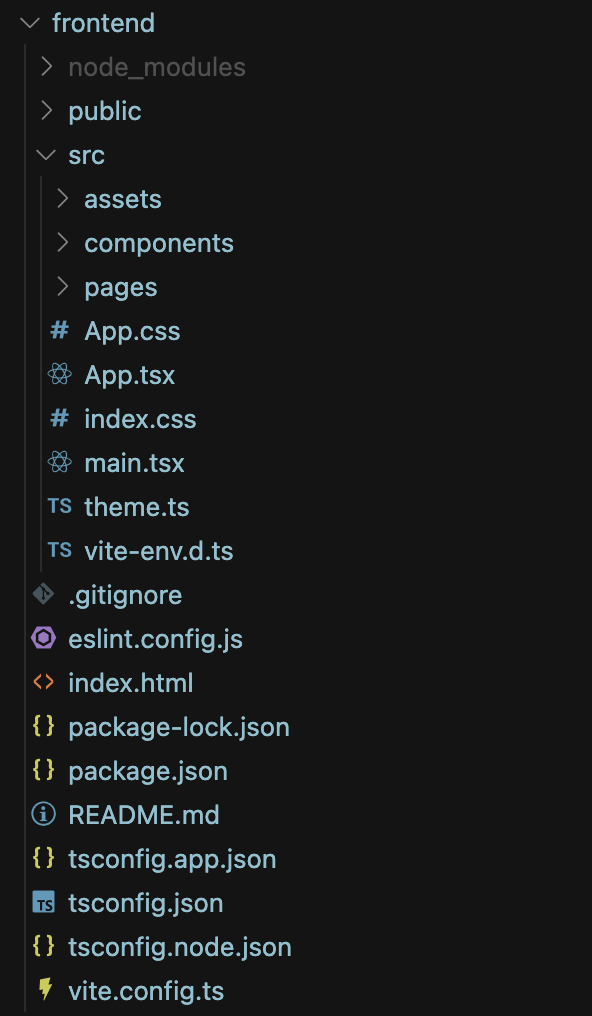 frontend
node_modules
public
src
assets
components
pages
# App.css
App.tsx
# index.css
main.tsx
TS theme.ts
TS vite-env.d.ts
.gitignore
eslint.config.js
<> index.html
{} package-lock.json
{} package.json
README.md
{} tsconfig.app.json
TS tsconfig.json
{} tsconfig.node.json
vite.config.ts